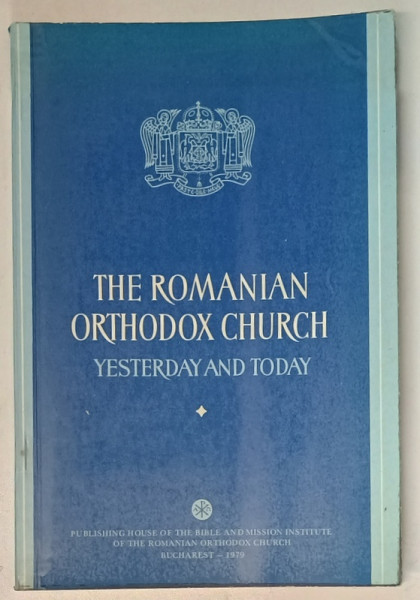 THE ROMANIAN
ORTHODOX CHURCH
YESTERDAY AND TODAY
PUBLISHING HOUSE OF THE BIBLE AND MISSION INSTITUTE
OF THE ROMANIAN ORTHODOX CHURCH
BUCHAREST – 1979